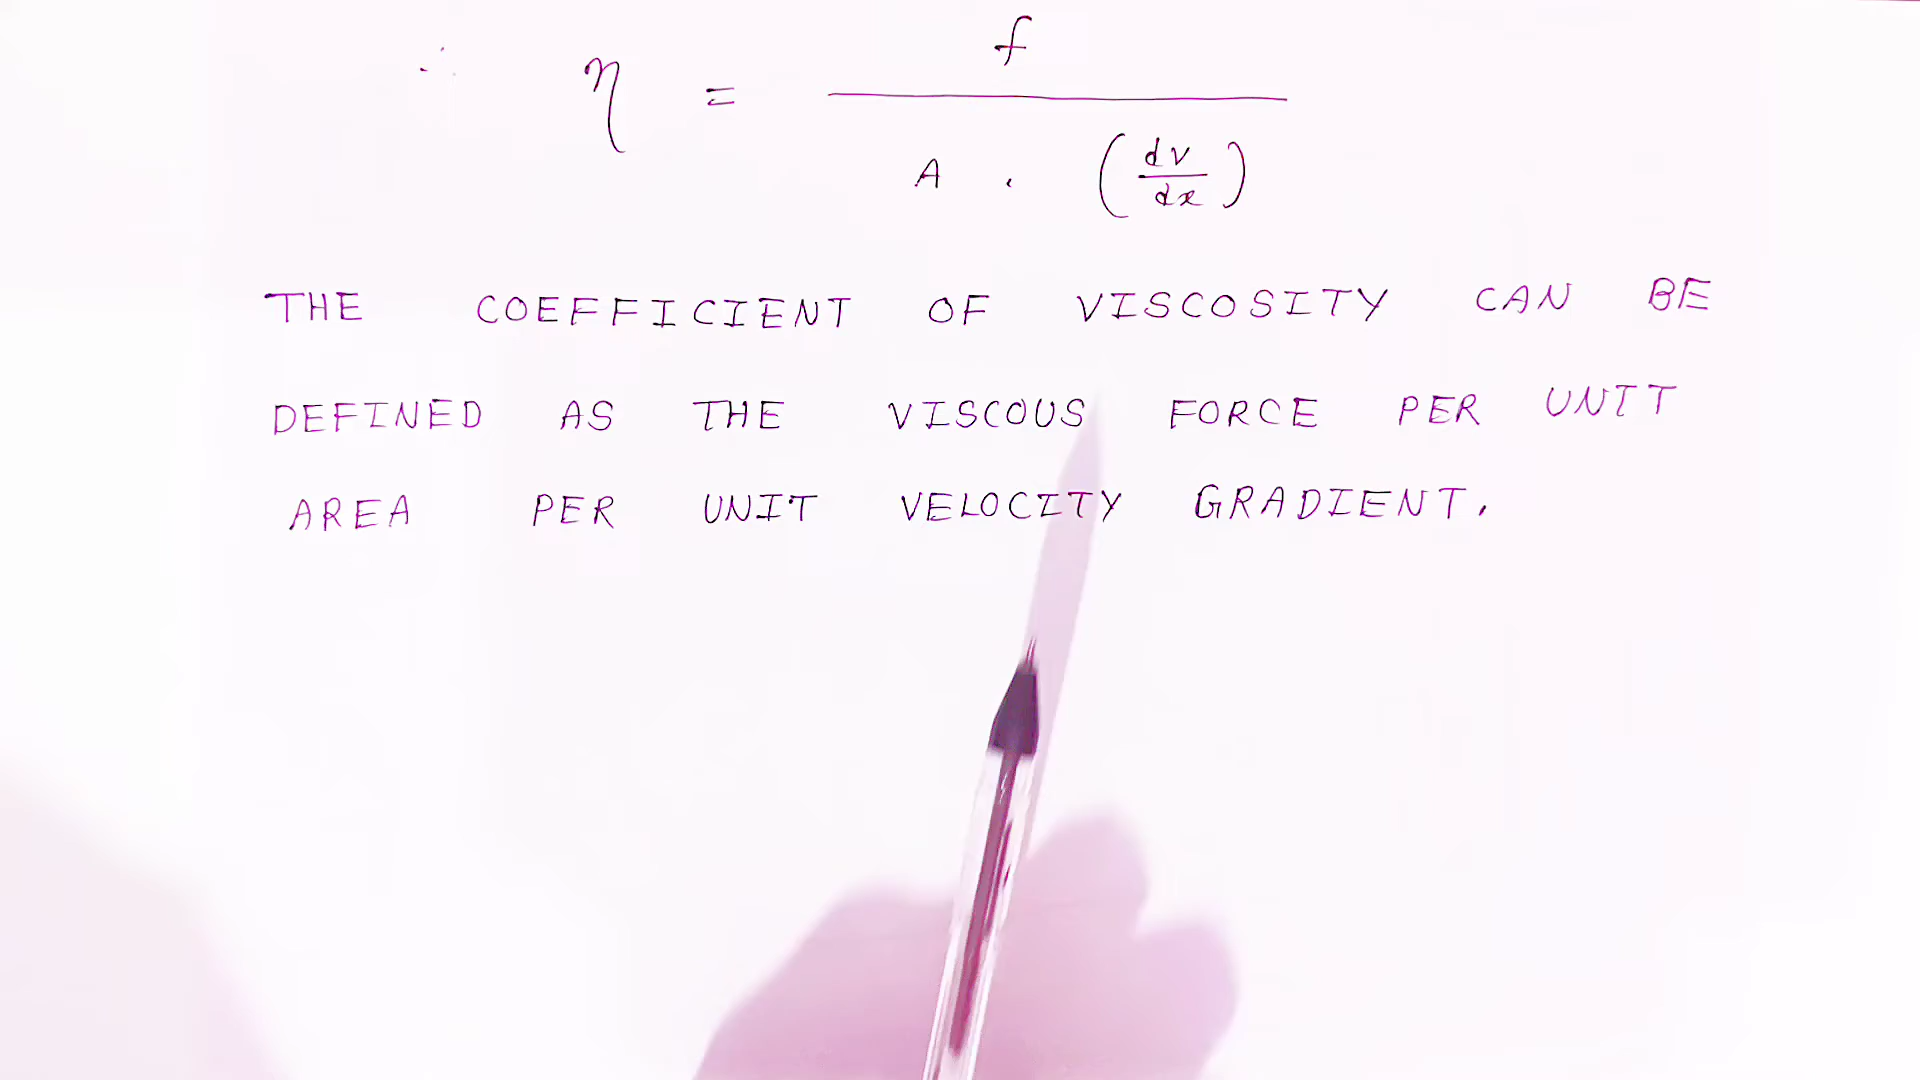 ∴ η = f / A . (dv/dx)
THE COEFFICIENT OF VISCOSITY CAN BE
DEFINED AS THE VISCOUS FORCE PER UNIT
AREA PER UNIT VELOCITY GRADIENT.